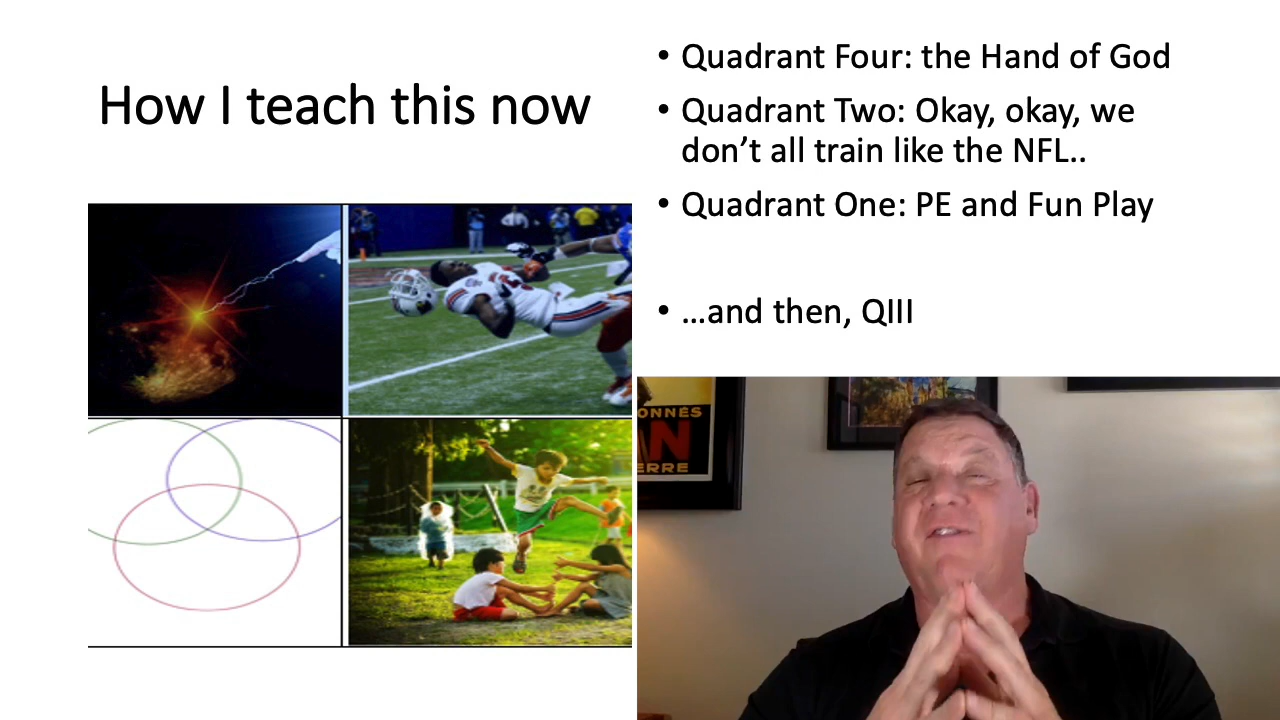 How I teach this now
• Quadrant Four: the Hand of God
• Quadrant Two: Okay, okay, we
don’t all train like the NFL..
• Quadrant One: PE and Fun Play
• …and then, QIII
ONNÉS
N
ERRE